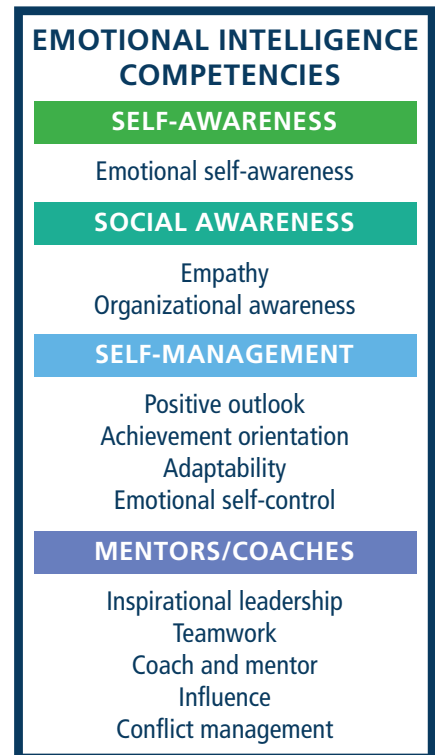 EMOTIONAL INTELLIGENCE
COMPETENCIES
SELF-AWARENESS
Emotional self-awareness
SOCIAL AWARENESS
Empathy
Organizational awareness
SELF-MANAGEMENT
Positive outlook
Achievement orientation
Adaptability
Emotional self-control
MENTORS/COACHES
Inspirational leadership
Teamwork
Coach and mentor
Influence
Conflict management